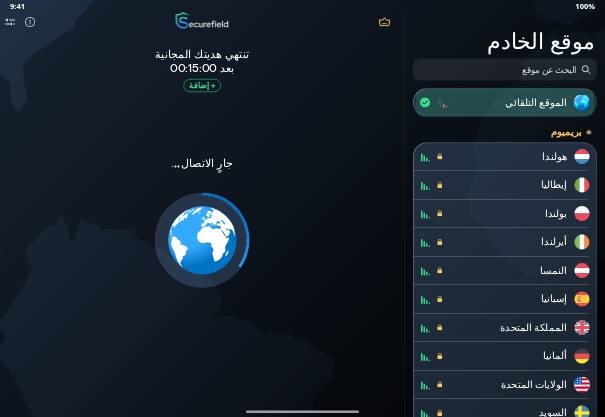 9:41
100%
Securefield
تنتهي هديتك المجانية
بعد 00:15:00
+ إضافة
جارٍ الاتصال...
موقع الخادم
البحث عن موقع
الموقع التلقائي
بريميوم
هولندا
إيطاليا
بولندا
أيرلندا
النمسا
إسبانيا
المملكة المتحدة
ألمانيا
الولايات المتحدة
السويد